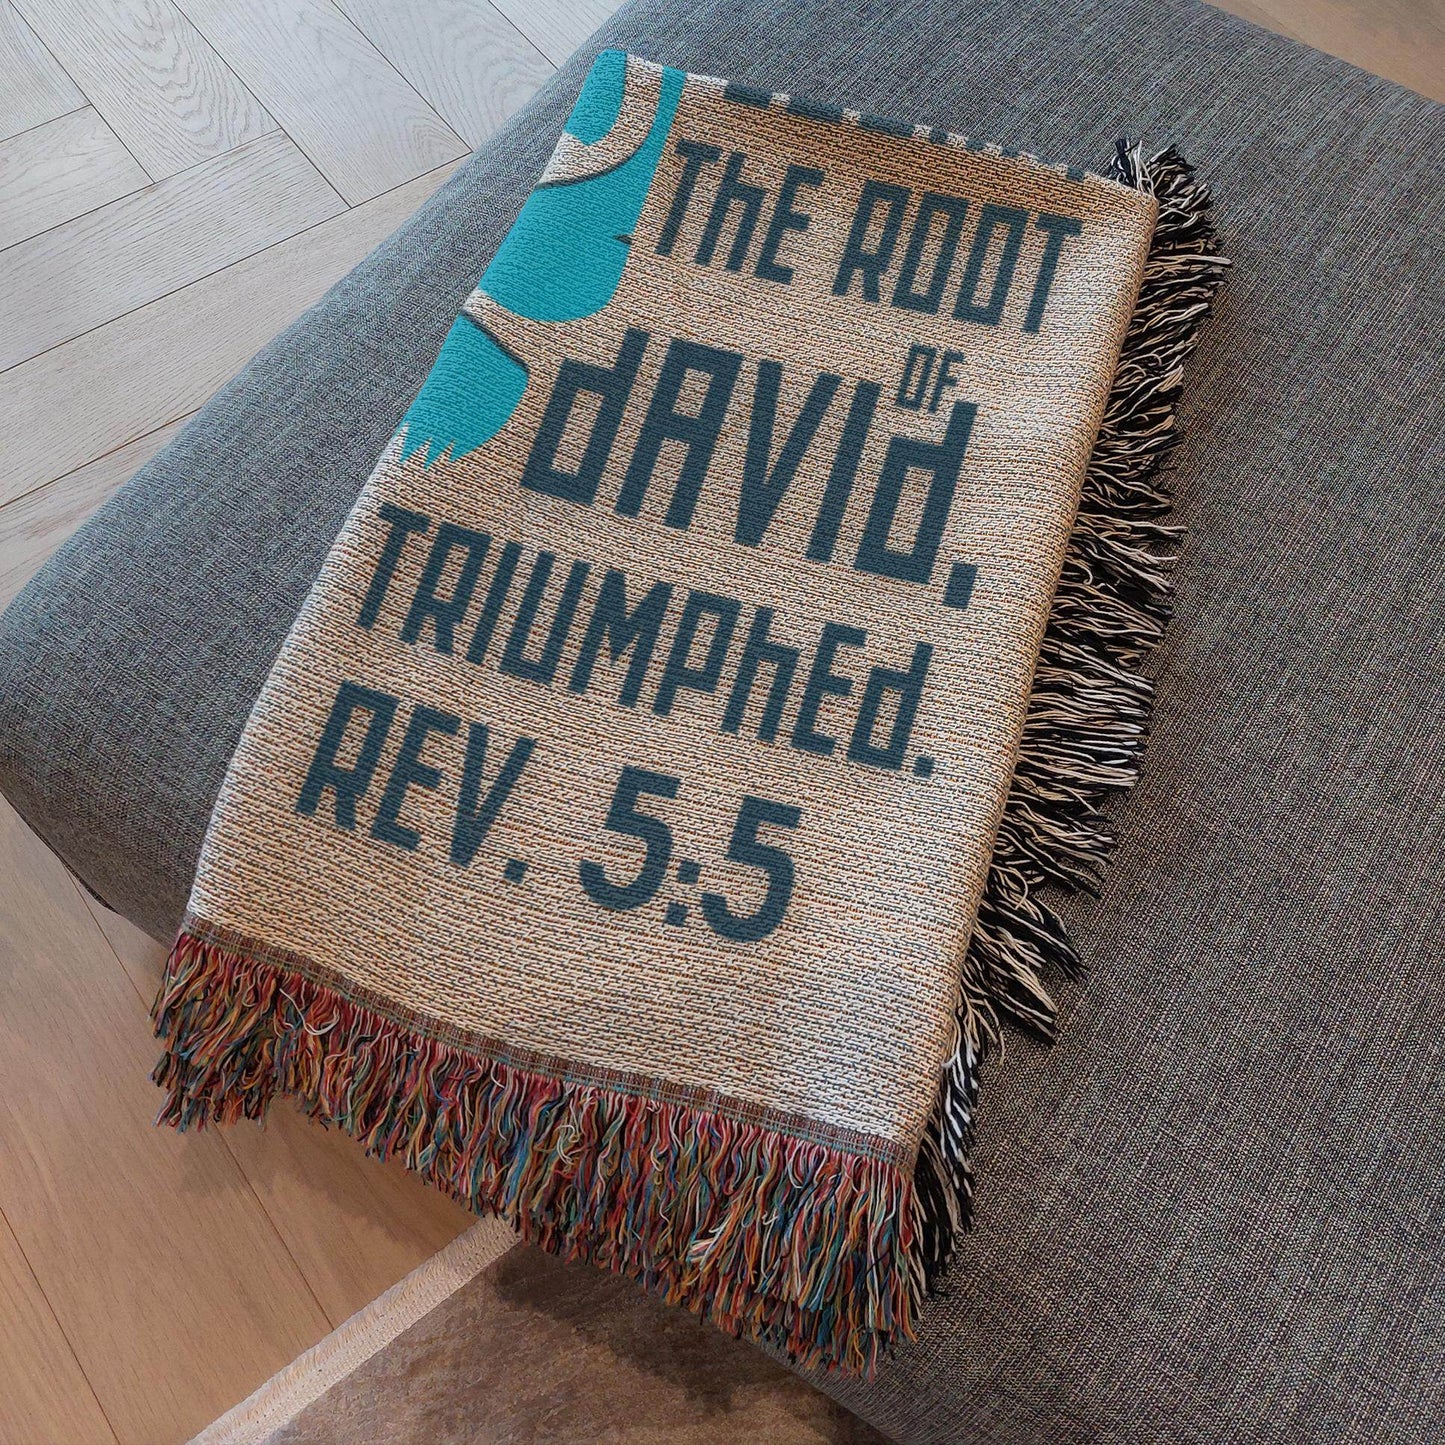 ThE ROOT
OF
dAVId,
TRIUMPhEd.
REV. 5:5